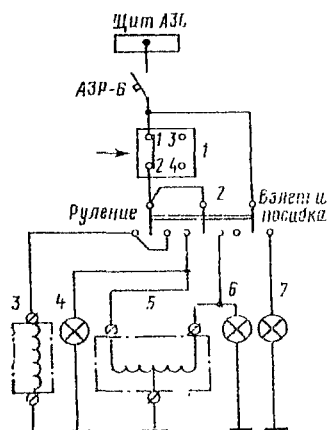 Щит АЗС
АЗР-6
1 3
2 4
1
2
Руление
Взлет и
посадка
3
4
5
6
7